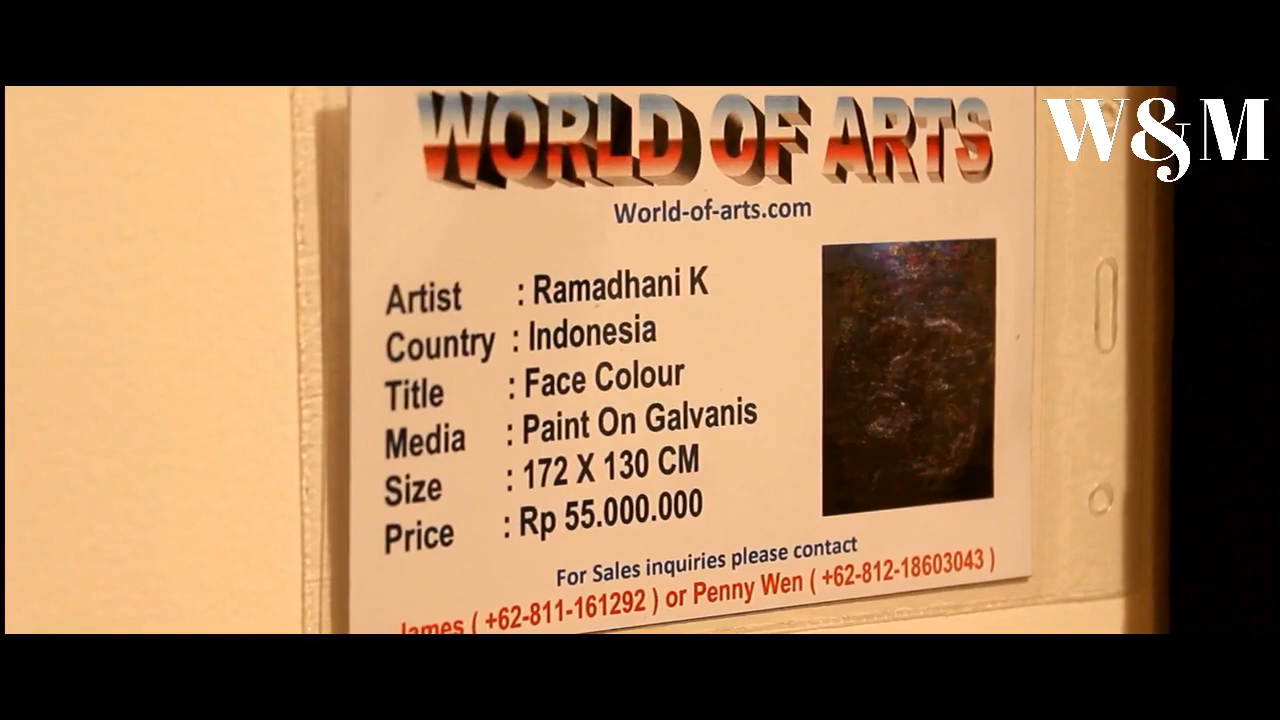 W&M
WORLD OF ARTS
World-of-arts.com
Artist : Ramadhani K
Country : Indonesia
Title : Face Colour
Media : Paint On Galvanis
Size : 172 X 130 CM
Price : Rp 55.000.000
For Sales inquiries please contact
James ( +62-811-161292 ) or Penny Wen ( +62-812-18603043 )